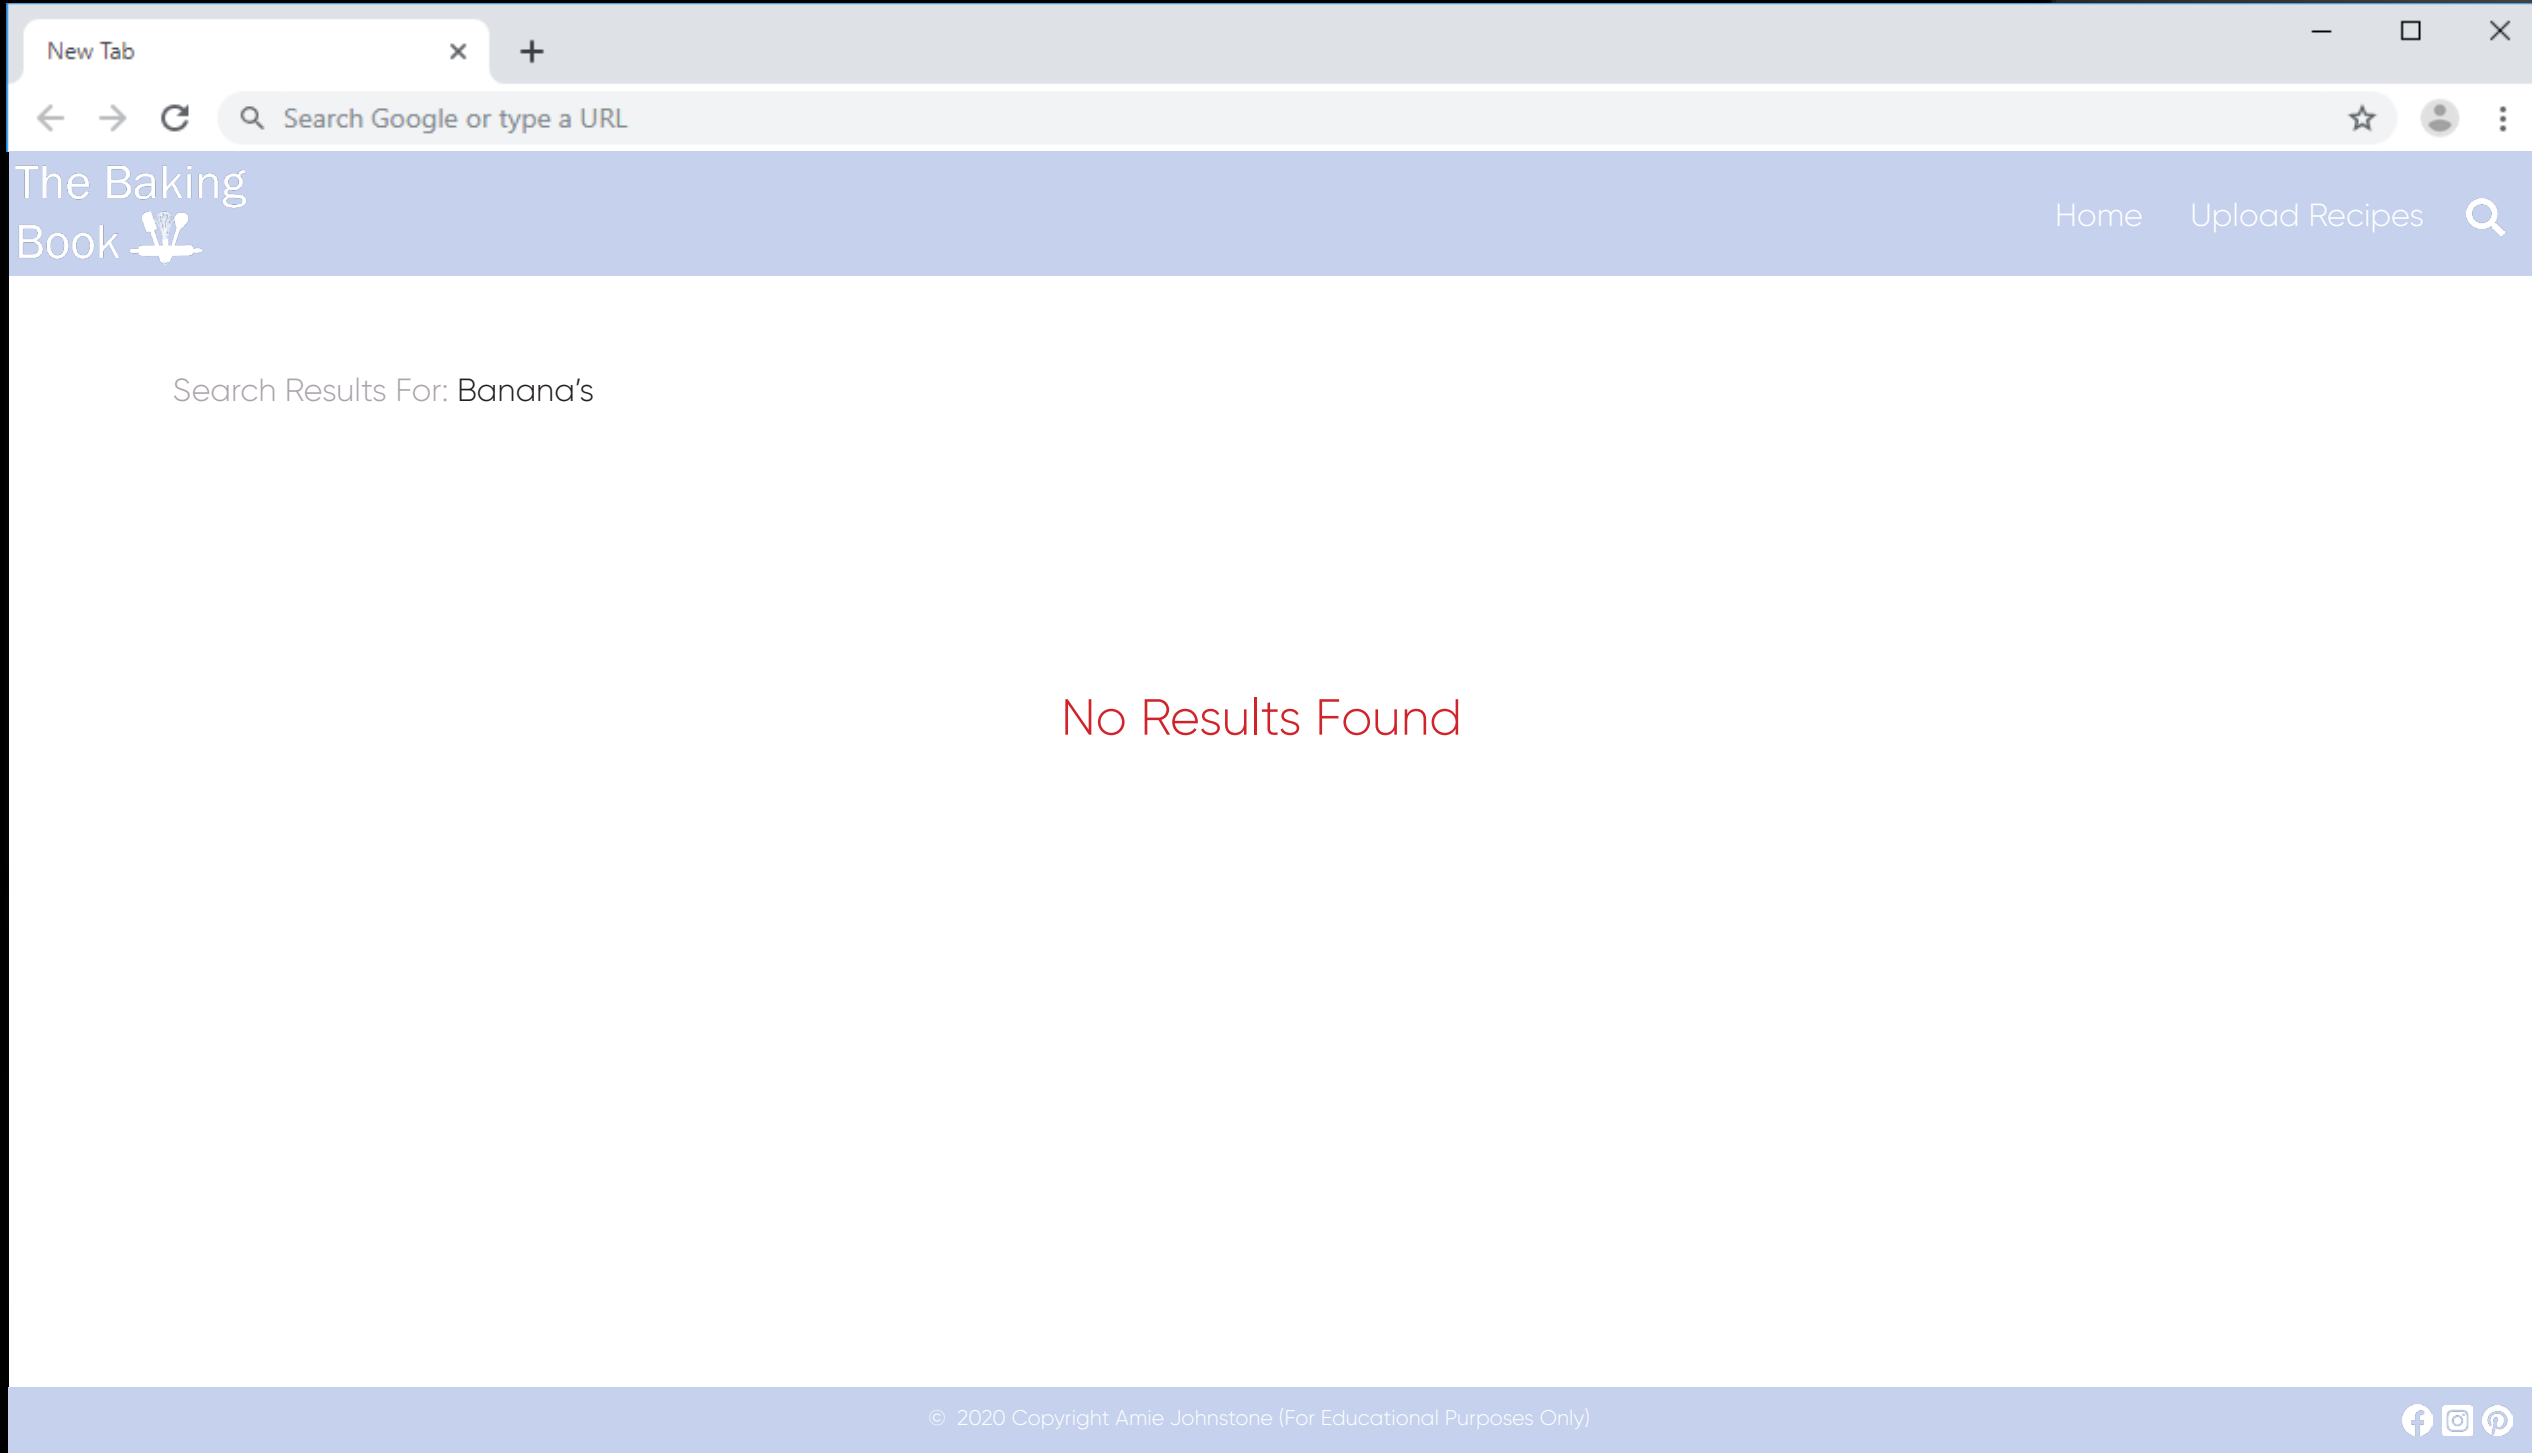 New Tab
Search Google or type a URL
The Baking
Book
Home Upload Recipes
Search Results For: Banana’s
No Results Found
© 2020 Copyright Amie Johnstone (For Educational Purposes Only)